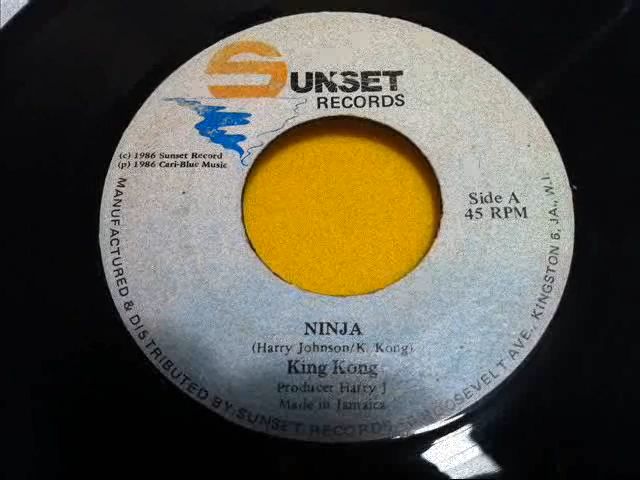 SUNSET
RECORDS
(c) 1986 Sunset Record
(p) 1986 Cari-Blue Music
Side A
45 RPM
NINJA
(Harry Johnson/K. Kong)
King Kong
Producer Harry J
Made in Jamaica
MANUFACTURED & DISTRIBUTED BY SUNSET RECORDS ROOSEVELT AVE., KINGSTON 6, JA., W.I.